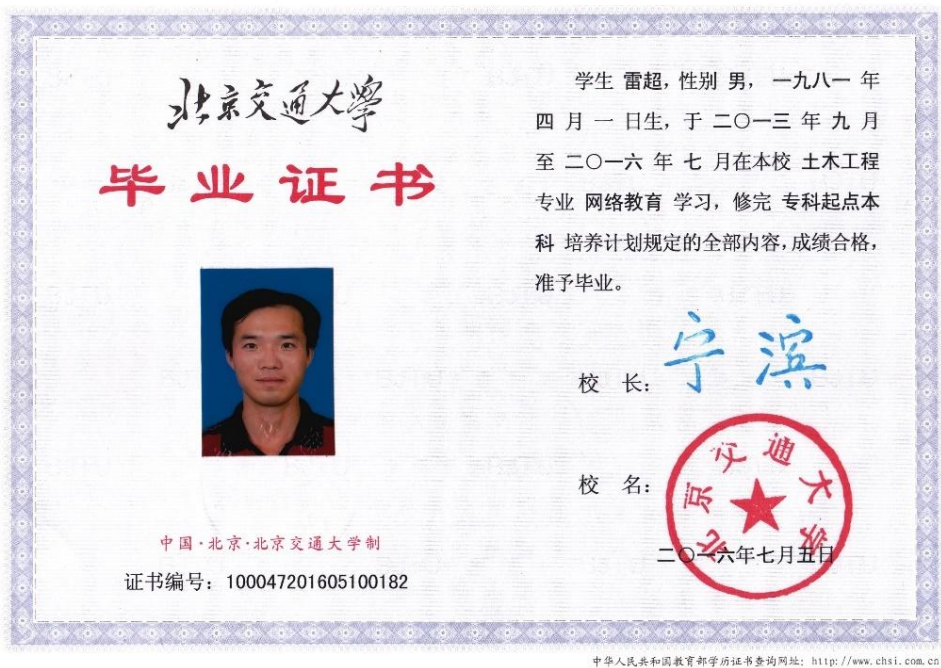 北京交通大學
毕业证书
中国·北京·北京交通大学制
证书编号：100047201605100182
学生 雷超，性别 男，一九八一 年
四 月 一 日生，于 二〇一三 年 九 月
至 二〇一六 年 七 月在本校 土木工程
专业 网络教育 学习，修完 专科起点本
科 培养计划规定的全部内容，成绩合格，
准予毕业。
校 长：宁滨
校 名：
北京交通大学
二〇一六年七月五日
中华人民共和国教育部学历证书查询网址：http://www.chsi.com.cn